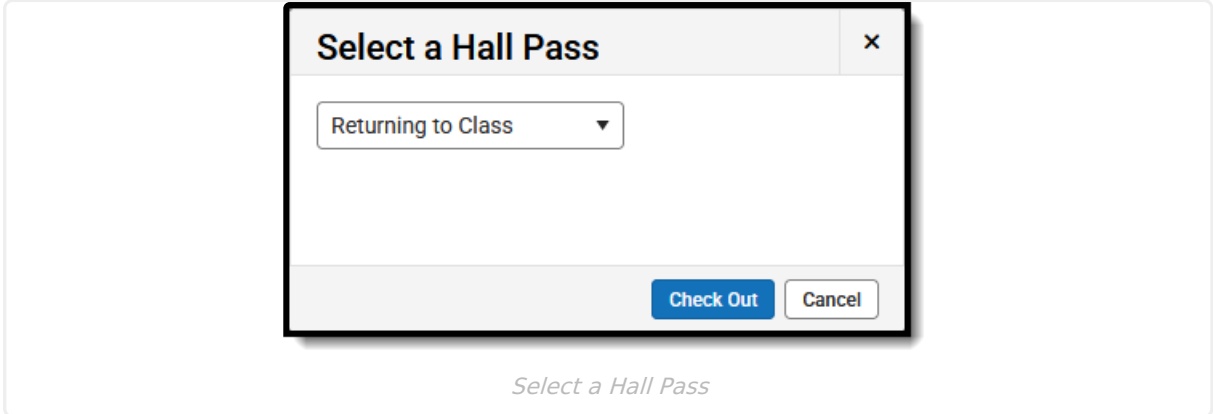 Select a Hall Pass
×
Returning to Class
Check Out Cancel
Select a Hall Pass